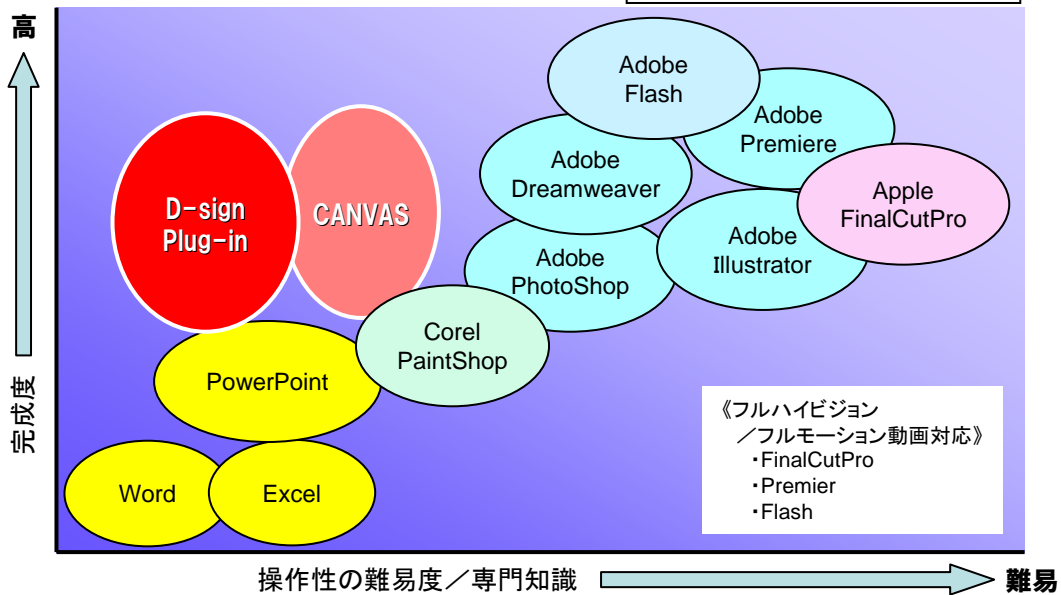 高
Adobe
Flash
Adobe
Premiere
Adobe
Dreamweaver
Apple
FinalCutPro
D-sign
Plug-in
CANVAS
Adobe
Illustrator
Adobe
PhotoShop
Corel
PaintShop
PowerPoint
完成度
《フルハイビジョン
／フルモーション動画対応》
・FinalCutPro
・Premier
・Flash
Word
Excel
操作性の難易度／専門知識
難易